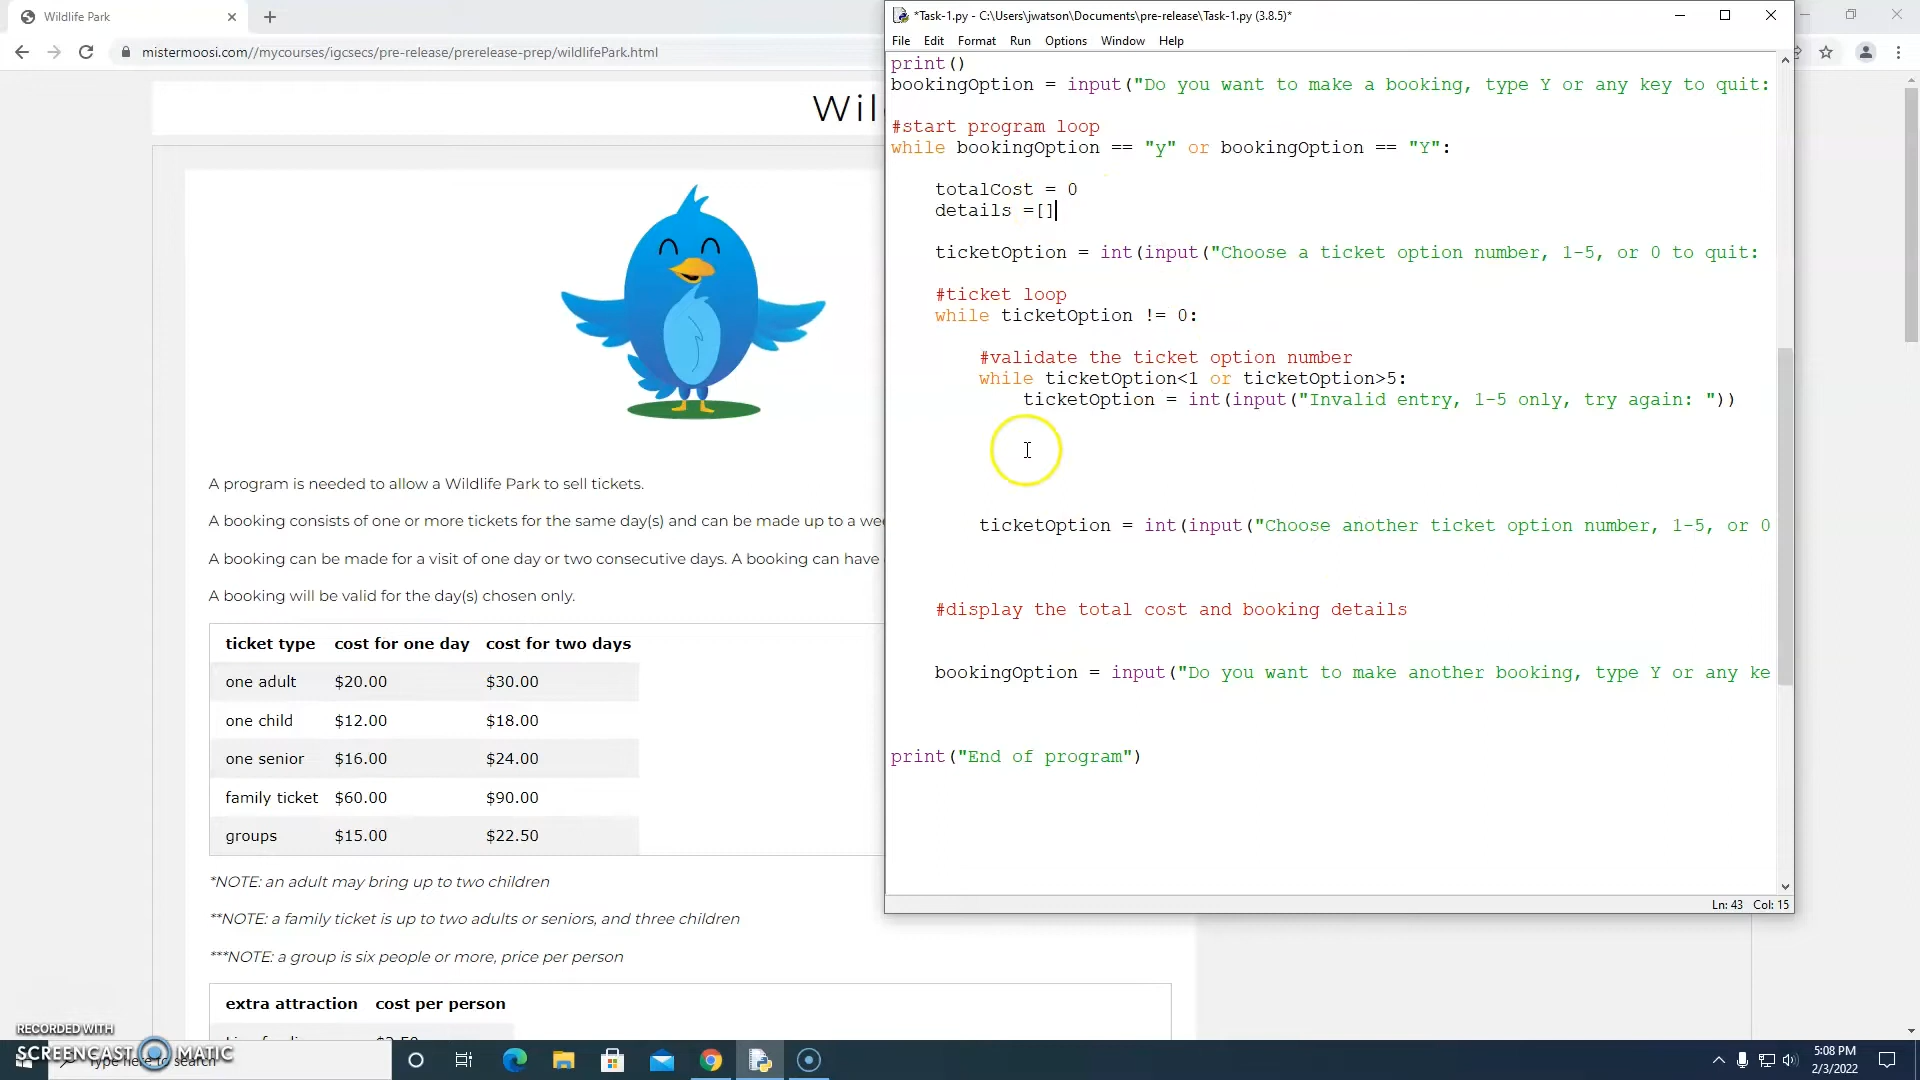 Wildlife Park
mistermoosi.com//mycourses/igcsecs/pre-release/prerelease-prep/wildlifePark.html
Wil
A program is needed to allow a Wildlife Park to sell tickets.
A booking consists of one or more tickets for the same day(s) and can be made up to a wee
A booking can be made for a visit of one day or two consecutive days. A booking can have
A booking will be valid for the day(s) chosen only.
ticket type cost for one day cost for two days
one adult $20.00 $30.00
one child $12.00 $18.00
one senior $16.00 $24.00
family ticket $60.00 $90.00
groups $15.00 $22.50
*NOTE: an adult may bring up to two children
**NOTE: a family ticket is up to two adults or seniors, and three children
***NOTE: a group is six people or more, price per person
extra attraction cost per person
*Task-1.py - C:\Users\jwatson\Documents\pre-release\Task-1.py (3.8.5)*
File Edit Format Run Options Window Help
print()
bookingOption = input("Do you want to make a booking, type Y or any key to quit:
#start program loop
while bookingOption == "y" or bookingOption == "Y":
totalCost = 0
details =[]
ticketOption = int(input("Choose a ticket option number, 1-5, or 0 to quit:
#ticket loop
while ticketOption != 0:
#validate the ticket option number
while ticketOption<1 or ticketOption>5:
ticketOption = int(input("Invalid entry, 1-5 only, try again: "))
ticketOption = int(input("Choose another ticket option number, 1-5, or 0
#display the total cost and booking details
bookingOption = input("Do you want to make another booking, type Y or any ke
print("End of program")
Ln: 43 Col: 15
RECORDED WITH
SCREENCAST MATIC
Type here to search
5:08 PM
2/3/2022